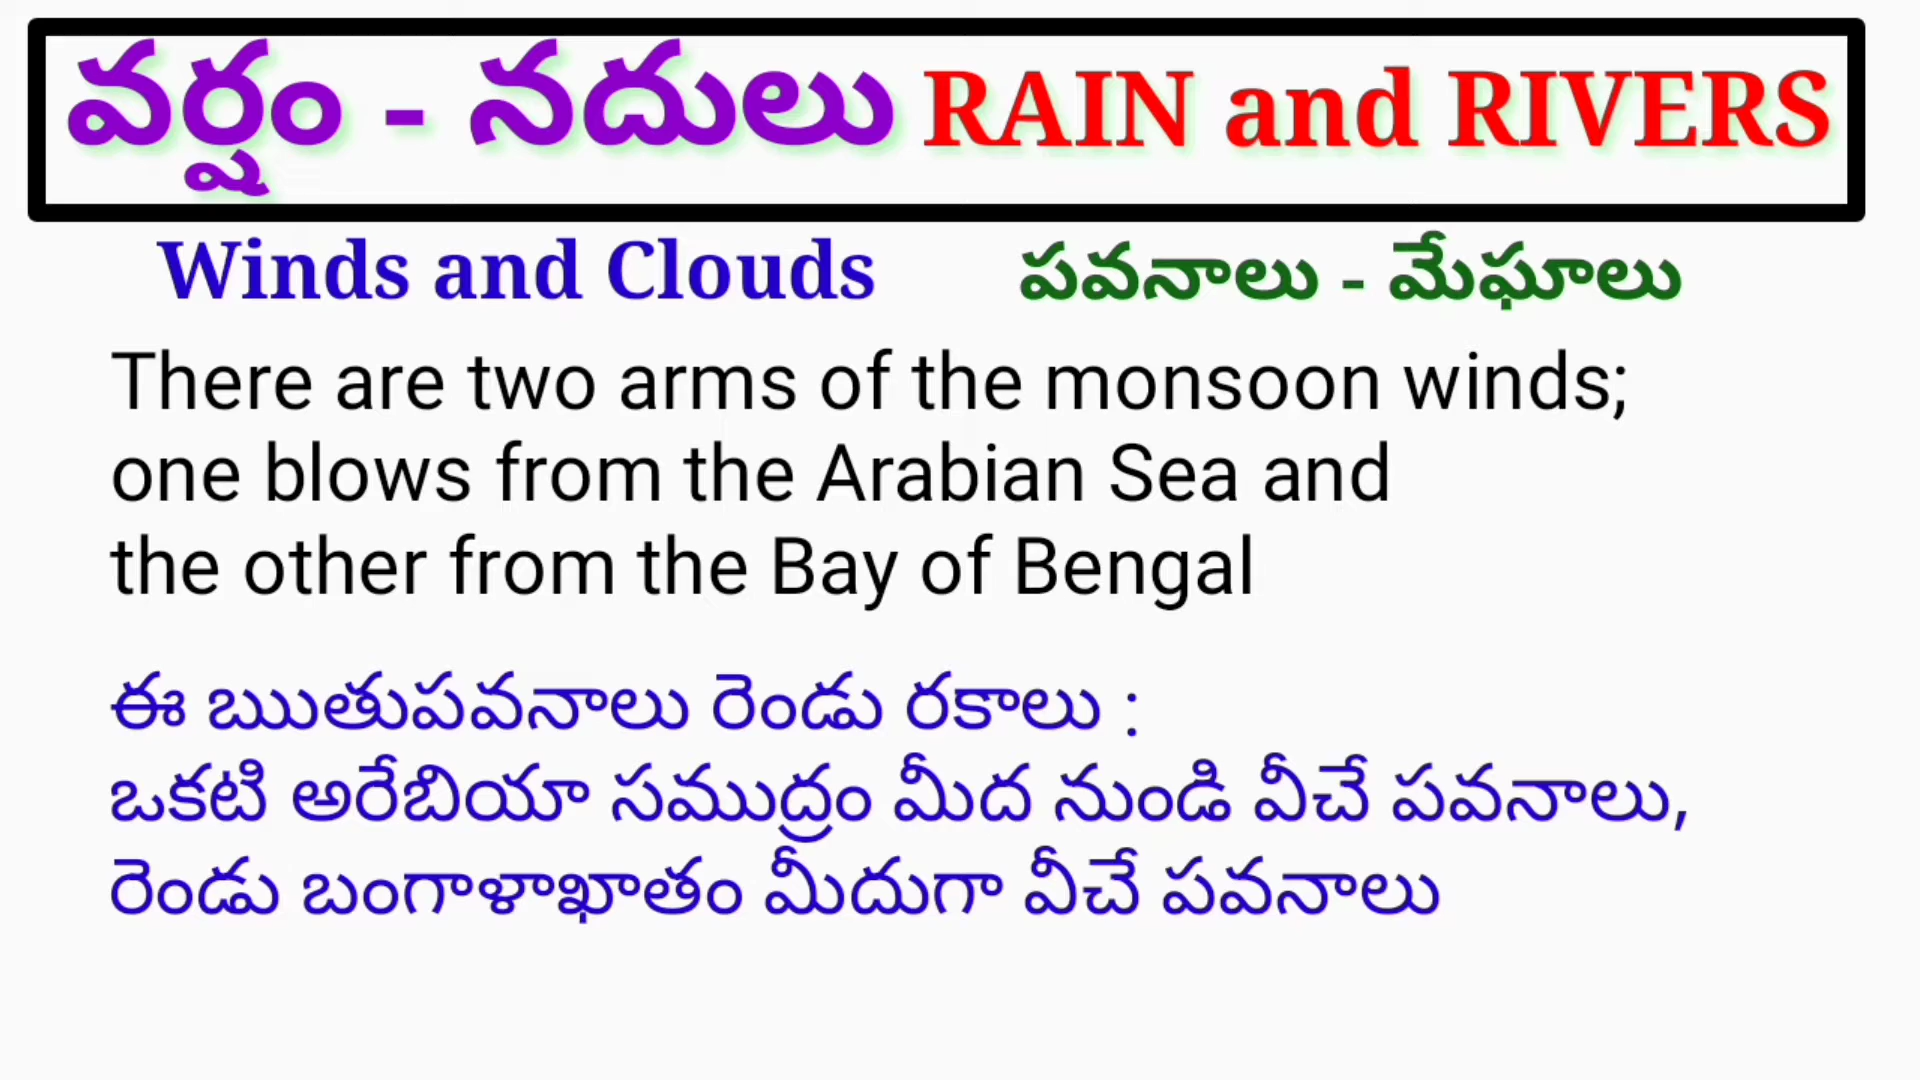 వర్షం - నదులు RAIN and RIVERS
Winds and Clouds పవనాలు - మేఘాలు
There are two arms of the monsoon winds;
one blows from the Arabian Sea and
the other from the Bay of Bengal
ఈ ఋతుపవనాలు రెండు రకాలు :
ఒకటి అరేబియా సముద్రం మీద నుండి వీచే పవనాలు,
రెండు బంగాళాఖాతం మీదుగా వీచే పవనాలు